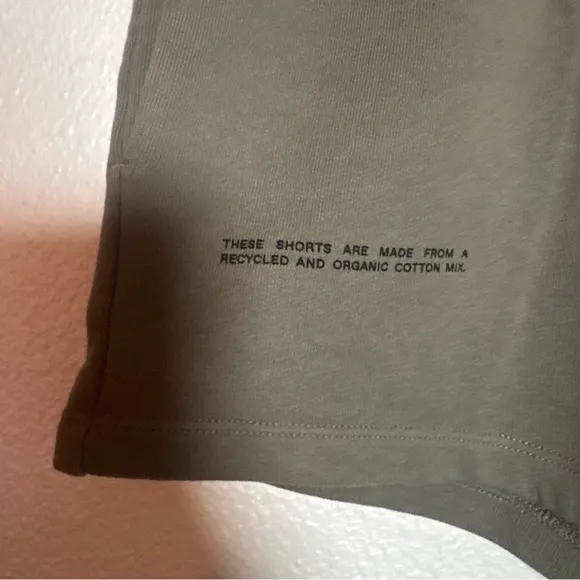 THESE SHORTS ARE MADE FROM A
RECYCLED AND ORGANIC COTTON MIX.